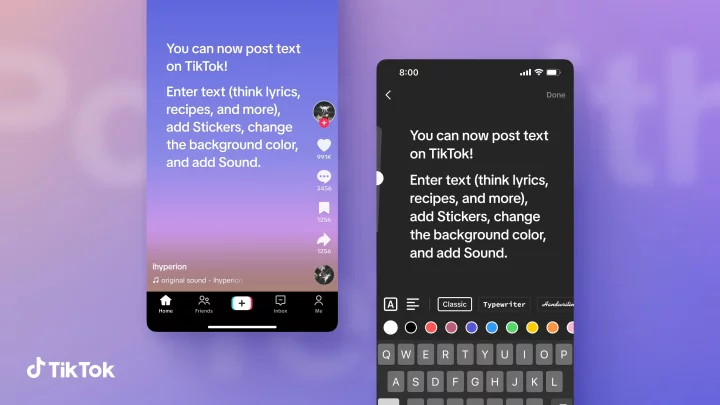 You can now post text
on TikTok!
Enter text (think lyrics,
recipes, and more),
add Stickers, change
the background color,
and add Sound.
991K
3456
1256
1256
ihyperion
original sound - ihyperion
Home
Friends
Inbox
Me
TikTok
8:00
Done
You can now post text
on TikTok!
Enter text (think lyrics,
recipes, and more),
add Stickers, change
the background color,
and add Sound.
A
Classic
Typewriter
Q W E R T Y U I O P
A S D F G H J K L